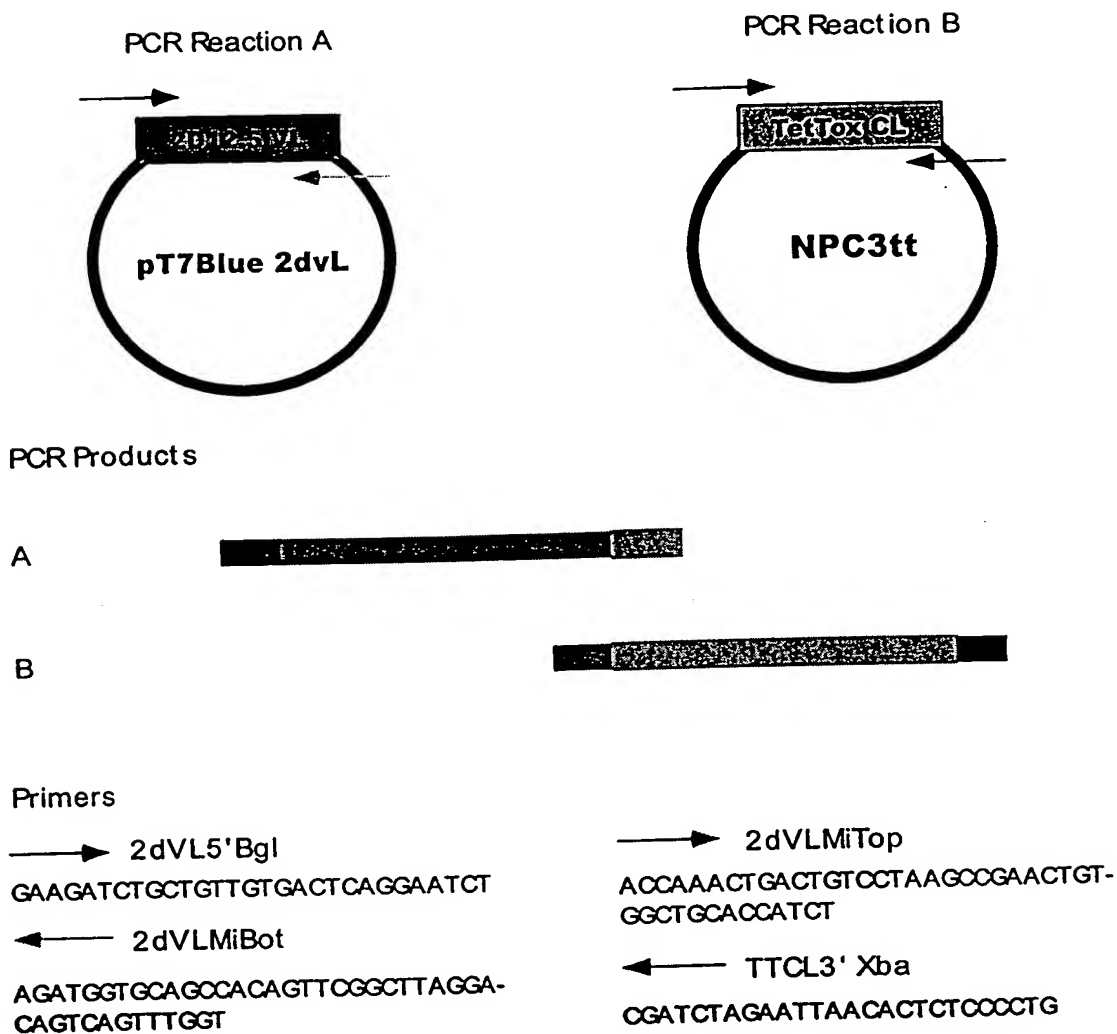 PCR Reaction A
PCR Reaction B
2D12-5 VL
TetTox CL
pT7Blue 2dvL
NPC3tt
PCR Products
A
B
Primers
2dVL5'Bgl
GAAGATCTGCTGTTGTGACTCAGGAATCT
2dVLMiBot
AGATGGTGCAGCCACAGTTCGGCTTAGGA-
CAGTCAGTTTGGT
2dVLMiTop
ACCAAACTGACTGTCCTAAGCCGAACTGT-
GGCTGCACCATCT
TTCL3' Xba
CGATCTAGAATTAACACTCTCCCCTG